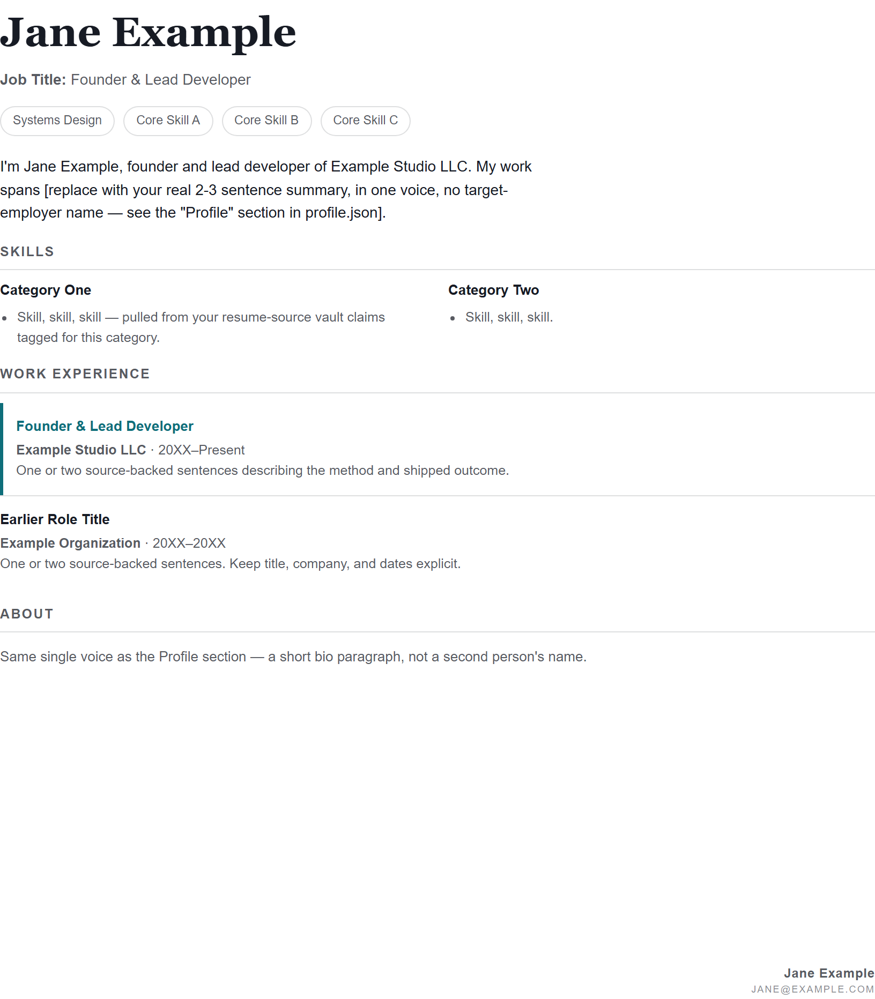 Jane Example
Job Title: Founder & Lead Developer
Systems Design
Core Skill A
Core Skill B
Core Skill C
I'm Jane Example, founder and lead developer of Example Studio LLC. My work
spans [replace with your real 2-3 sentence summary, in one voice, no target-
employer name — see the "Profile" section in profile.json].
SKILLS
Category One
• Skill, skill, skill — pulled from your resume-source vault claims
tagged for this category.
Category Two
• Skill, skill, skill.
WORK EXPERIENCE
Founder & Lead Developer
Example Studio LLC · 20XX–Present
One or two source-backed sentences describing the method and shipped outcome.
Earlier Role Title
Example Organization · 20XX–20XX
One or two source-backed sentences. Keep title, company, and dates explicit.
ABOUT
Same single voice as the Profile section — a short bio paragraph, not a second person's name.
Jane Example
JANE@EXAMPLE.COM